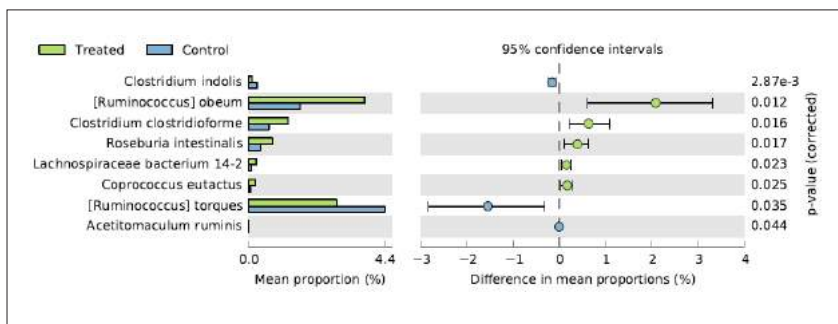 Treated Control
95% confidence intervals
Clostridium indolis 2.87e-3
[Ruminococcus] obeum 0.012
Clostridium clostridioforme 0.016
Roseburia intestinalis 0.017
Lachnospiraceae bacterium 14-2 0.023
Coprococcus eutactus 0.025
[Ruminococcus] torques 0.035
Acetitomaculum ruminis 0.044
p-value (corrected)
0.0 4.4 −3 −2 −1 0 1 2 3 4
Mean proportion (%) Difference in mean proportions (%)